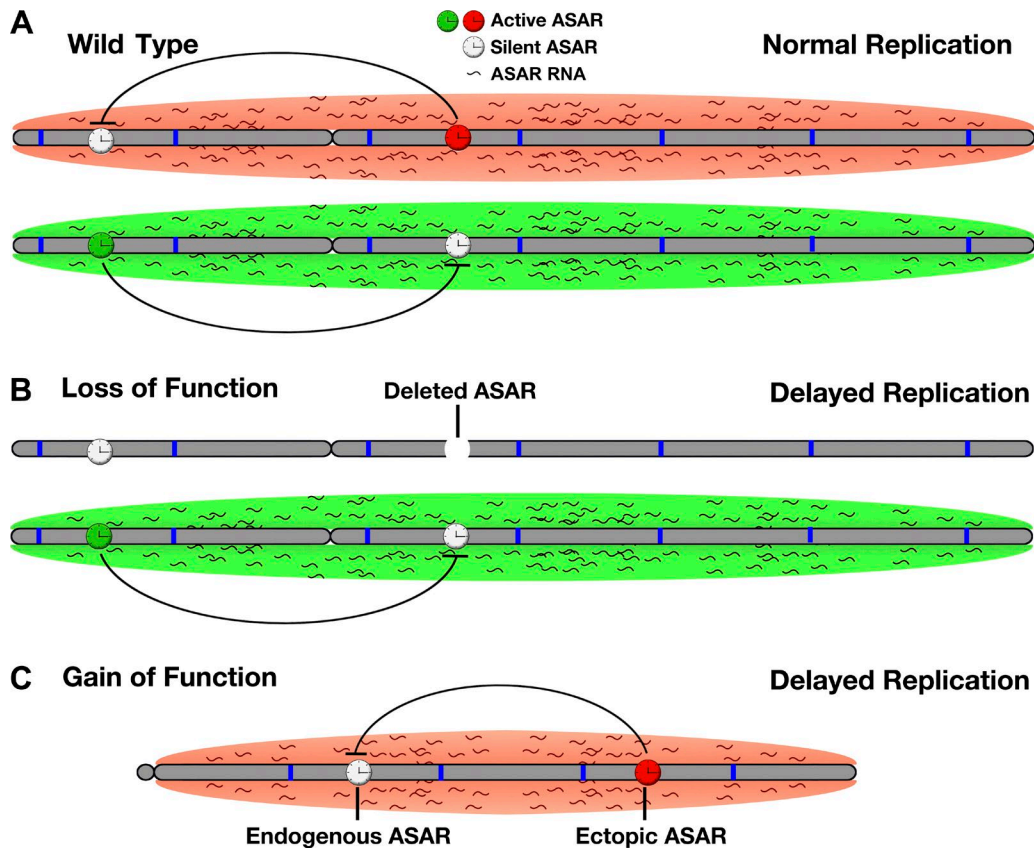 A
Wild Type
Active ASAR
Silent ASAR
ASAR RNA
Normal Replication
B
Loss of Function
Deleted ASAR
Delayed Replication
C
Gain of Function
Delayed Replication
Endogenous ASAR
Ectopic ASAR